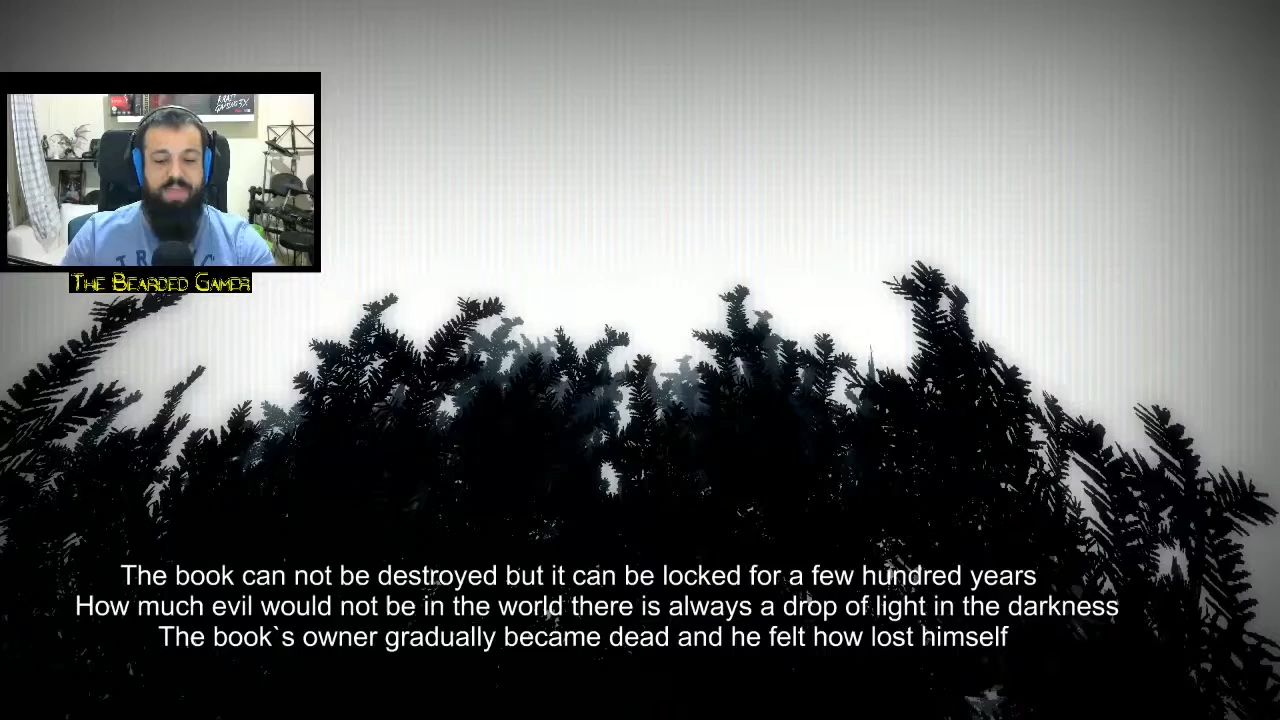 THE BEARDED GAMER
The book can not be destroyed but it can be locked for a few hundred years
How much evil would not be in the world there is always a drop of light in the darkness
The book`s owner gradually became dead and he felt how lost himself